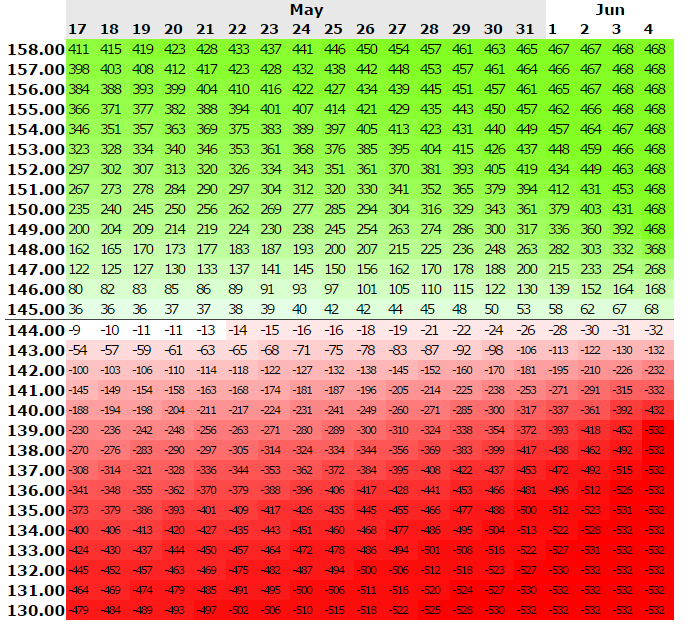 May Jun
17 18 19 20 21 22 23 24 25 26 27 28 29 30 31 1 2 3 4
158.00 411 415 419 423 428 433 437 441 446 450 454 457 461 463 465 467 467 468 468
157.00 398 403 408 412 417 423 428 432 438 442 448 453 457 461 464 466 467 468 468
156.00 384 388 393 399 404 410 416 422 427 434 439 445 451 457 461 465 467 468 468
155.00 366 371 377 382 388 394 401 407 414 421 429 435 443 450 457 462 466 468 468
154.00 346 351 357 363 369 375 383 389 397 405 413 423 431 440 449 457 464 467 468
153.00 323 328 334 340 346 353 361 368 376 385 395 404 415 426 437 448 459 466 468
152.00 297 302 307 313 320 326 334 343 351 361 370 381 393 405 419 434 449 463 468
151.00 267 273 278 284 290 297 304 312 320 330 341 352 365 379 394 412 431 453 468
150.00 235 240 245 250 256 262 269 277 285 294 304 316 329 343 361 379 403 431 468
149.00 200 204 209 214 219 224 230 238 245 254 263 274 286 300 317 336 360 392 468
148.00 162 165 170 173 177 183 187 193 200 207 215 225 236 248 263 282 303 332 368
147.00 122 125 127 130 133 137 141 145 150 156 162 170 178 188 200 215 233 254 268
146.00 80 82 83 85 86 89 91 93 97 101 105 110 115 122 130 139 152 164 168
145.00 36 36 36 37 37 38 39 40 42 42 44 45 48 50 53 58 62 67 68
144.00 -9 -10 -11 -11 -13 -14 -15 -16 -16 -18 -19 -21 -22 -24 -26 -28 -30 -31 -32
143.00 -54 -57 -59 -61 -63 -65 -68 -71 -75 -78 -83 -87 -92 -98 -106 -113 -122 -130 -132
142.00 -100 -103 -106 -110 -114 -118 -122 -127 -132 -138 -145 -152 -160 -170 -181 -195 -210 -226 -232
141.00 -145 -149 -154 -158 -163 -168 -174 -181 -187 -196 -205 -214 -225 -238 -253 -271 -291 -315 -332
140.00 -188 -194 -198 -204 -211 -217 -224 -231 -241 -249 -260 -271 -285 -300 -317 -337 -361 -392 -432
139.00 -230 -236 -242 -248 -256 -263 -271 -280 -289 -300 -310 -324 -338 -354 -372 -393 -418 -452 -532
138.00 -270 -276 -283 -290 -297 -305 -314 -324 -334 -344 -356 -369 -383 -399 -417 -438 -462 -492 -532
137.00 -308 -314 -321 -328 -336 -344 -353 -362 -372 -384 -395 -408 -422 -437 -453 -472 -492 -515 -532
136.00 -341 -348 -355 -362 -370 -379 -388 -396 -406 -417 -428 -441 -453 -466 -481 -496 -512 -526 -532
135.00 -373 -379 -386 -393 -401 -409 -417 -426 -435 -445 -455 -466 -477 -488 -500 -512 -523 -531 -532
134.00 -400 -406 -413 -420 -427 -435 -443 -451 -460 -468 -477 -486 -495 -504 -513 -522 -528 -532 -532
133.00 -424 -430 -437 -444 -450 -457 -464 -472 -478 -486 -494 -501 -508 -516 -522 -527 -531 -532 -532
132.00 -445 -452 -457 -463 -469 -475 -482 -487 -494 -500 -506 -512 -518 -523 -527 -530 -532 -532 -532
131.00 -464 -469 -474 -479 -485 -491 -495 -500 -506 -511 -516 -520 -524 -527 -530 -532 -532 -532 -532
130.00 -479 -484 -489 -493 -497 -502 -506 -510 -515 -518 -522 -525 -528 -530 -532 -532 -532 -532 -532